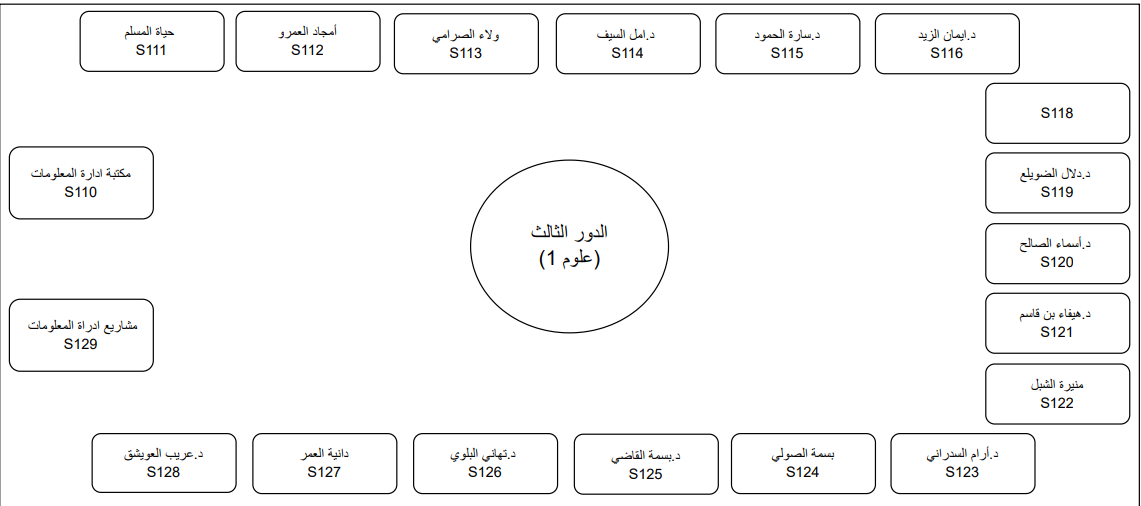 حياة المسلم
S111
أمجاد العمرو
S112
ولاء الصرامي
S113
د.امل السيف
S114
د.سارة الحمود
S115
د.ايمان الزيد
S116
S118
د.دلال الضويلع
S119
د.أسماء الصالح
S120
د.هيفاء بن قاسم
S121
منيرة الشبل
S122
مكتبة ادارة المعلومات
S110
الدور الثالث
(علوم 1)
مشاريع ادراة المعلومات
S129
د.عريب العويشق
S128
دانية العمر
S127
د.تهاني البلوي
S126
د.بسمة القاضي
S125
بسمة الصولي
S124
د.أرام السدراني
S123